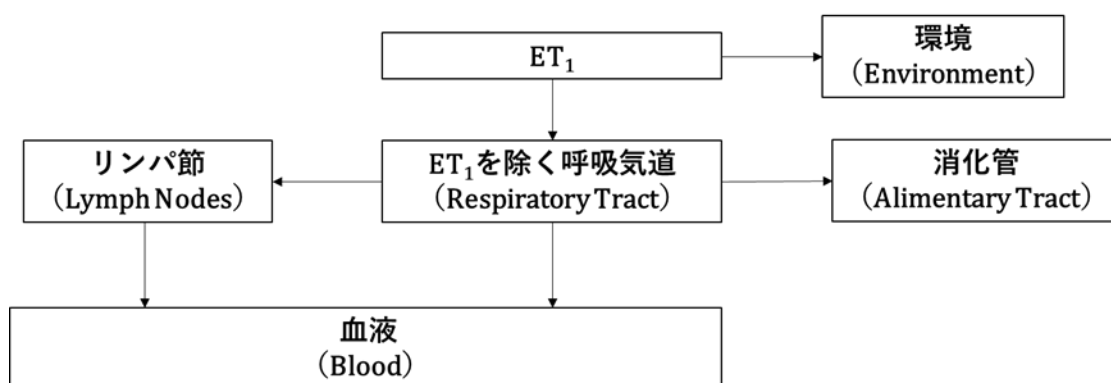 ET₁
環境
（Environment）
リンパ節
（Lymph Nodes）
ET₁を除く呼吸気道
（Respiratory Tract）
消化管
（Alimentary Tract）
血液
（Blood）